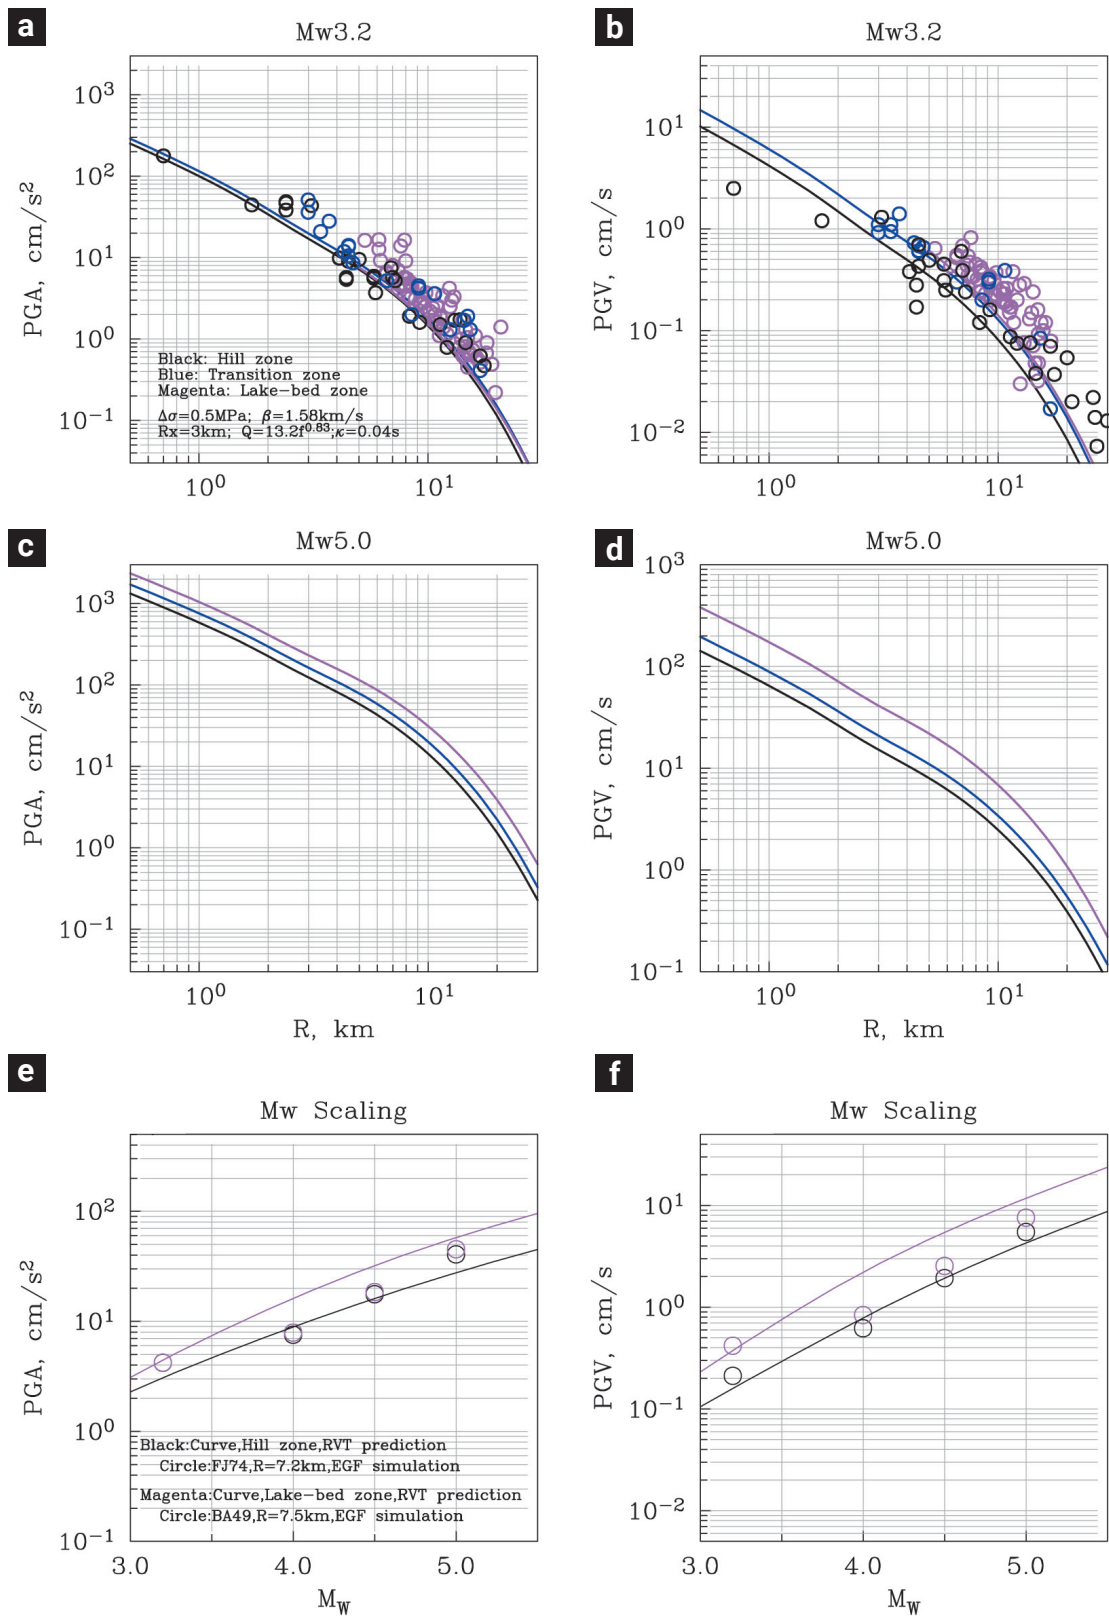 a
Mw3.2
10³
10²
10¹
10⁰
10⁻¹
PGA, cm/s²
Black: Hill zone
Blue: Transition zone
Magenta: Lake-bed zone
Δσ=0.5MPa; β=1.58km/s
Rx=3km; Q=13.2f^0.83;κ=0.04s
10⁰ 10¹
b
Mw3.2
10¹
10⁰
10⁻¹
10⁻²
PGV, cm/s
10⁰ 10¹
c
Mw5.0
10³
10²
10¹
10⁰
10⁻¹
PGA, cm/s²
10⁰ 10¹
R, km
d
Mw5.0
10³
10²
10¹
10⁰
10⁻¹
PGV, cm/s
10⁰ 10¹
R, km
e
Mw Scaling
10²
10¹
10⁰
10⁻¹
PGA, cm/s²
Black:Curve,Hill zone,RVT prediction
Circle:FJ74,R=7.2km,EGF simulation
Magenta:Curve,Lake-bed zone,RVT prediction
Circle:BA49,R=7.5km,EGF simulation
3.0 4.0 5.0
M_W
f
Mw Scaling
10¹
10⁰
10⁻¹
10⁻²
PGV, cm/s
3.0 4.0 5.0
M_W